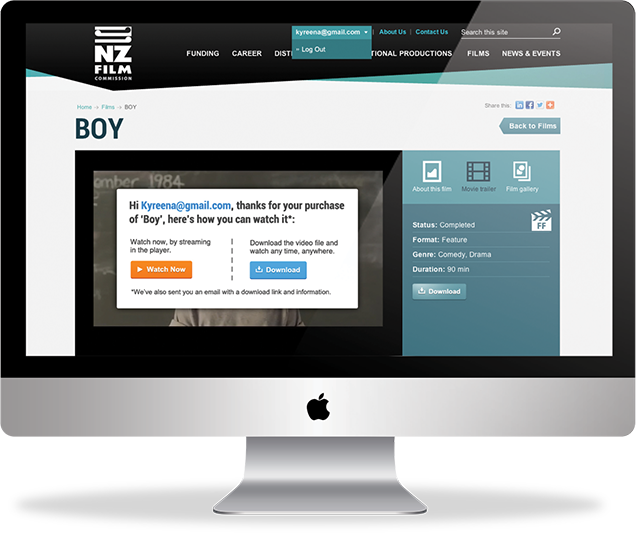 kyreena@gmail.com | About Us | Contact Us Search this site
- Log Out
NZ
FILM
COMMISSION
FUNDING CAREER DIST TIONAL PRODUCTIONS FILMS NEWS & EVENTS
Home → Films → BOY
Share this:
BOY
Back to Films
ember 1984
Hi Kyreena@gmail.com, thanks for your purchase
of 'Boy', here's how you can watch it*:
Watch now, by streaming
in the player.
Watch Now
Download the video file and
watch any time, anywhere.
Download
*We've also sent you an email with a download link and information.
About this film Movie trailer Film gallery
FF
Status: Completed
Format: Feature
Genre: Comedy, Drama
Duration: 90 min
Download